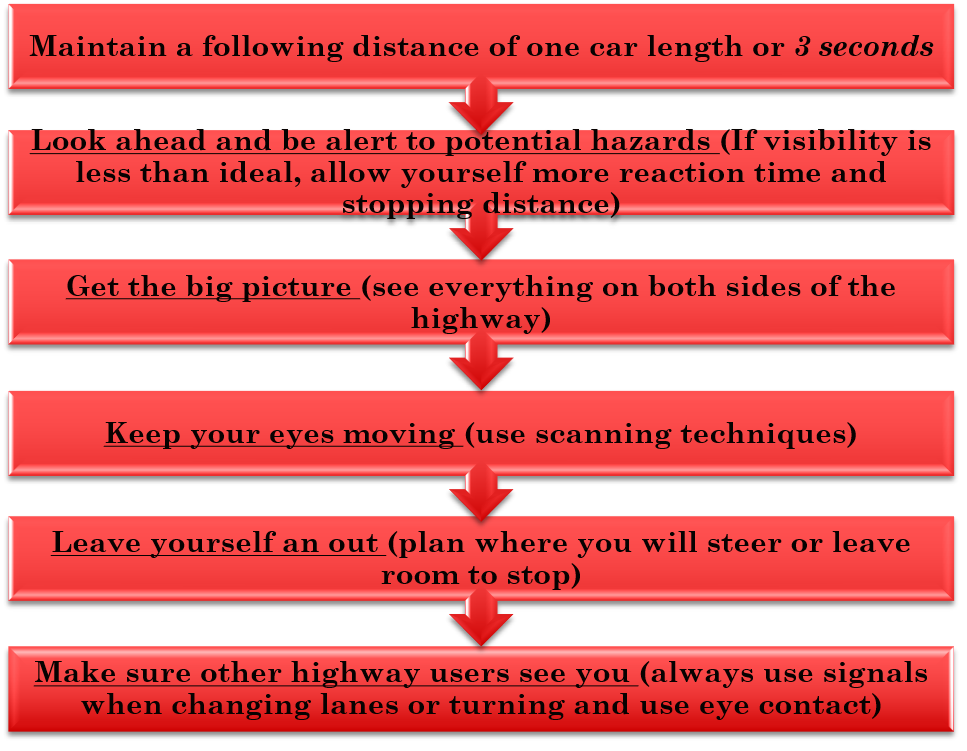 Maintain a following distance of one car length or 3 seconds
Look ahead and be alert to potential hazards (If visibility is
less than ideal, allow yourself more reaction time and
stopping distance)
Get the big picture (see everything on both sides of the
highway)
Keep your eyes moving (use scanning techniques)
Leave yourself an out (plan where you will steer or leave
room to stop)
Make sure other highway users see you (always use signals
when changing lanes or turning and use eye contact)